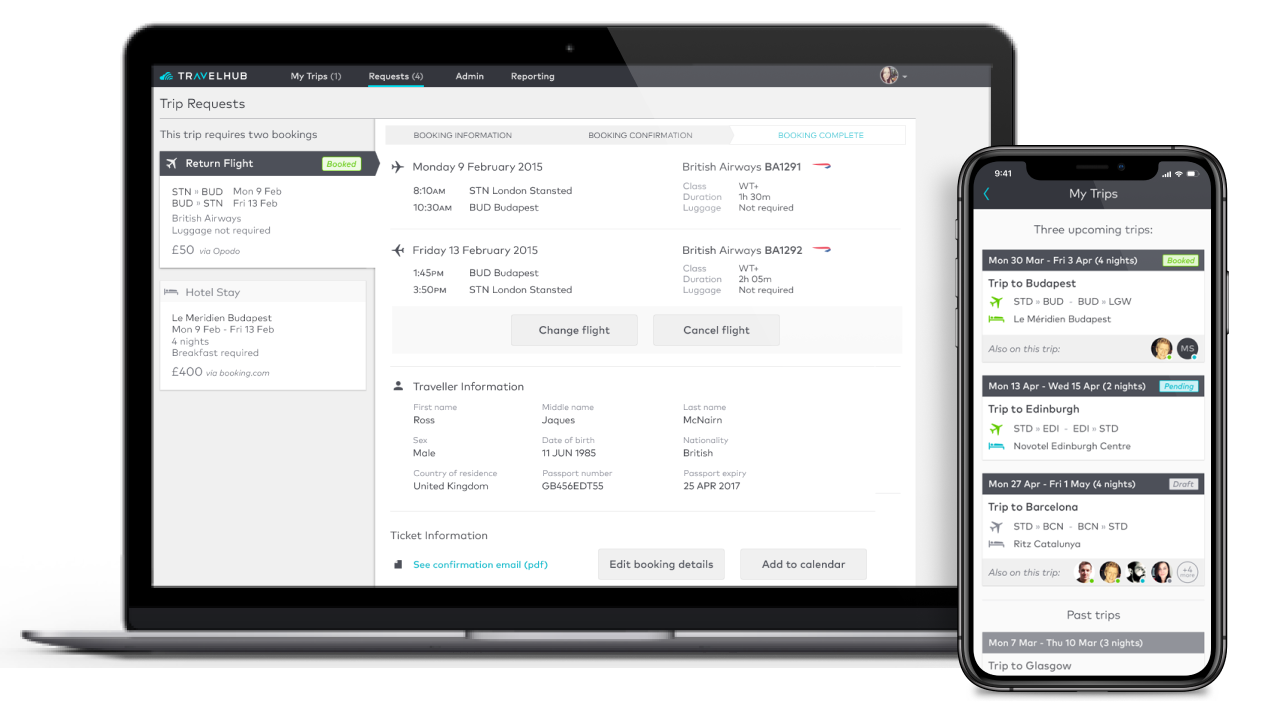 TRAVELHUB
My Trips (1)
Requests (4)
Admin
Reporting
Trip Requests
This trip requires two bookings
Return Flight
Booked
STN » BUD Mon 9 Feb
BUD » STN Fri 13 Feb
British Airways
Luggage not required
£50 via Opodo
Hotel Stay
Le Meridien Budapest
Mon 9 Feb - Fri 13 Feb
4 nights
Breakfast required
£400 via booking.com
BOOKING INFORMATION
BOOKING CONFIRMATION
BOOKING COMPLETE
Monday 9 February 2015
British Airways BA1291
8:10AM STN London Stansted
10:30AM BUD Budapest
Class WT+
Duration 1h 30m
Luggage Not required
Friday 13 February 2015
British Airways BA1292
1:45PM BUD Budapest
3:50PM STN London Stansted
Class WT+
Duration 2h 05m
Luggage Not required
Change flight
Cancel flight
Traveller Information
First name Middle name Last name
Ross Jaques McNairn
Sex Date of birth Nationality
Male 11 JUN 1985 British
Country of residence Passport number Passport expiry
United Kingdom GB456EDT55 25 APR 2017
Ticket Information
See confirmation email (pdf)
Edit booking details
Add to calendar
9:41
My Trips
Three upcoming trips:
Mon 30 Mar - Fri 3 Apr (4 nights) Booked
Trip to Budapest
STD » BUD - BUD » LGW
Le Méridien Budapest
Also on this trip: MS
Mon 13 Apr - Wed 15 Apr (2 nights) Pending
Trip to Edinburgh
STD » EDI - EDI » STD
Novotel Edinburgh Centre
Mon 27 Apr - Fri 1 May (4 nights) Draft
Trip to Barcelona
STD » BCN - BCN » STD
Ritz Catalunya
Also on this trip: +4 more
Past trips
Mon 7 Mar - Thu 10 Mar (3 nights)
Trip to Glasgow